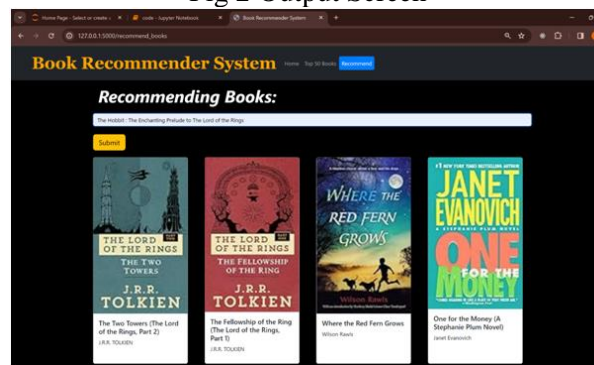 Fig 2 Output Screen
Home Page - Select or create a
code - Jupyter Notebook
Book Recommender System
127.0.0.1:5000/recommend_books
Book Recommender System
Home
Top 50 Books
Recommend
Recommending Books:
The Hobbit : The Enchanting Prelude to The Lord of the Rings
Submit
THE LORD
OF THE RINGS
THE TWO
TOWERS
J.R.R.
TOLKIEN
The Two Towers (The Lord
of the Rings, Part 2)
J.R.R. TOLKIEN
THE LORD
OF THE RINGS
THE FELLOWSHIP
OF THE RING
J.R.R.
TOLKIEN
The Fellowship of the Ring
(The Lord of the Rings,
Part 1)
J.R.R. TOLKIEN
WHERE THE
RED FERN
GROWS
Wilson Rawls
Where the Red Fern Grows
Wilson Rawls
#1 NEW YORK TIMES BESTSELLING AUTHOR
JANET
EVANOVICH
A STEPHANIE PLUM NOVEL
ONE
FOR THE
MONEY
One for the Money (A
Stephanie Plum Novel)
Janet Evanovich